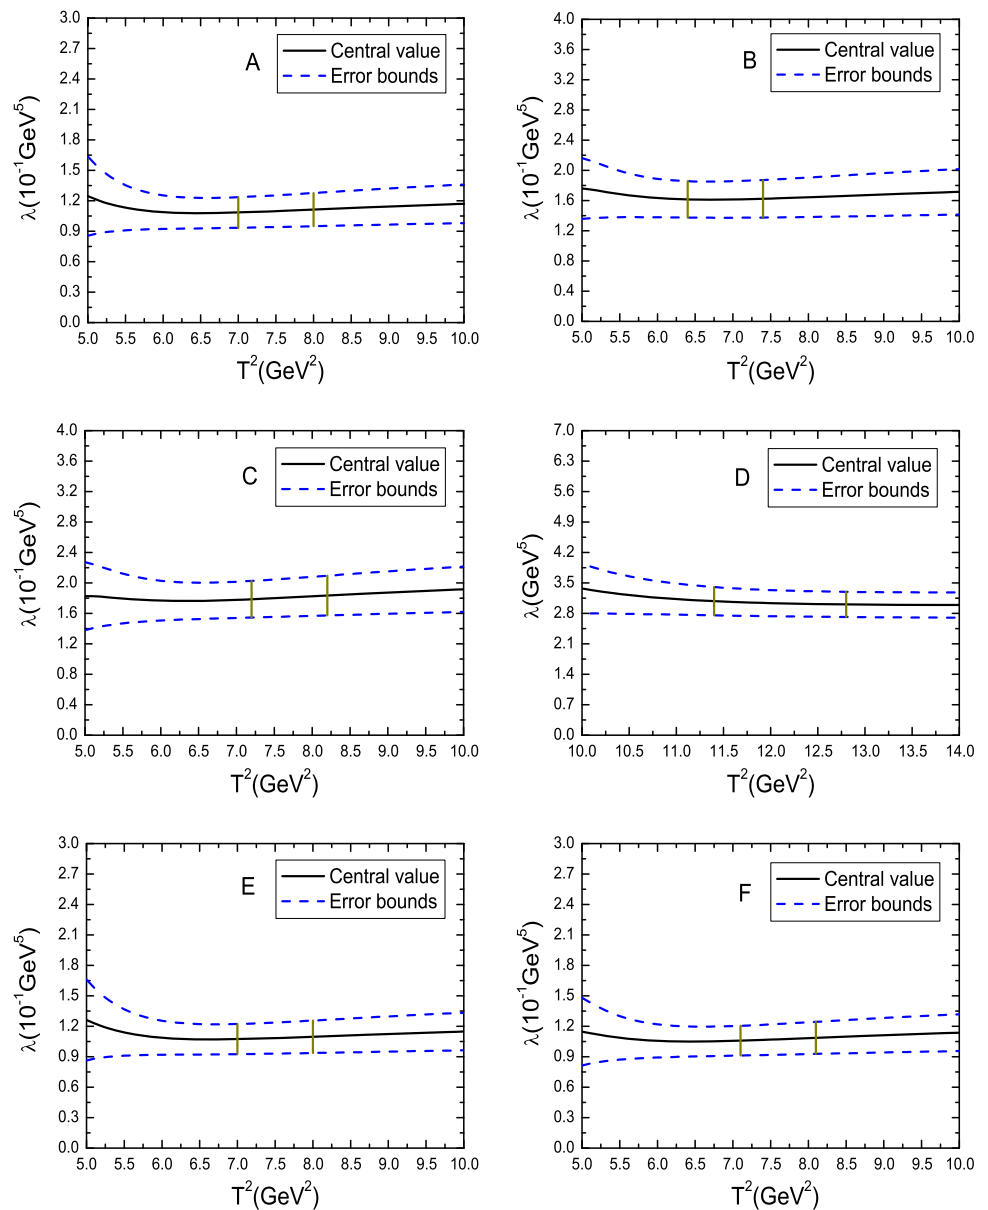 A
Central value
Error bounds
3.0
2.7
2.4
2.1
1.8
1.5
1.2
0.9
0.6
0.3
0.0
λ(10⁻¹GeV⁵)
5.0 5.5 6.0 6.5 7.0 7.5 8.0 8.5 9.0 9.5 10.0
T²(GeV²)
B
Central value
Error bounds
4.0
3.6
3.2
2.8
2.4
2.0
1.6
1.2
0.8
0.4
0.0
λ(10⁻¹GeV⁵)
5.0 5.5 6.0 6.5 7.0 7.5 8.0 8.5 9.0 9.5 10.0
T²(GeV²)
C
Central value
Error bounds
4.0
3.6
3.2
2.8
2.4
2.0
1.6
1.2
0.8
0.4
0.0
λ(10⁻¹GeV⁵)
5.0 5.5 6.0 6.5 7.0 7.5 8.0 8.5 9.0 9.5 10.0
T²(GeV²)
D
Central value
Error bounds
7.0
6.3
5.6
4.9
4.2
3.5
2.8
2.1
1.4
0.7
0.0
λ(GeV⁵)
10.0 10.5 11.0 11.5 12.0 12.5 13.0 13.5 14.0
T²(GeV²)
E
Central value
Error bounds
3.0
2.7
2.4
2.1
1.8
1.5
1.2
0.9
0.6
0.3
0.0
λ(10⁻¹GeV⁵)
5.0 5.5 6.0 6.5 7.0 7.5 8.0 8.5 9.0 9.5 10.0
T²(GeV²)
F
Central value
Error bounds
3.0
2.7
2.4
2.1
1.8
1.5
1.2
0.9
0.6
0.3
0.0
λ(10⁻¹GeV⁵)
5.0 5.5 6.0 6.5 7.0 7.5 8.0 8.5 9.0 9.5 10.0
T²(GeV²)